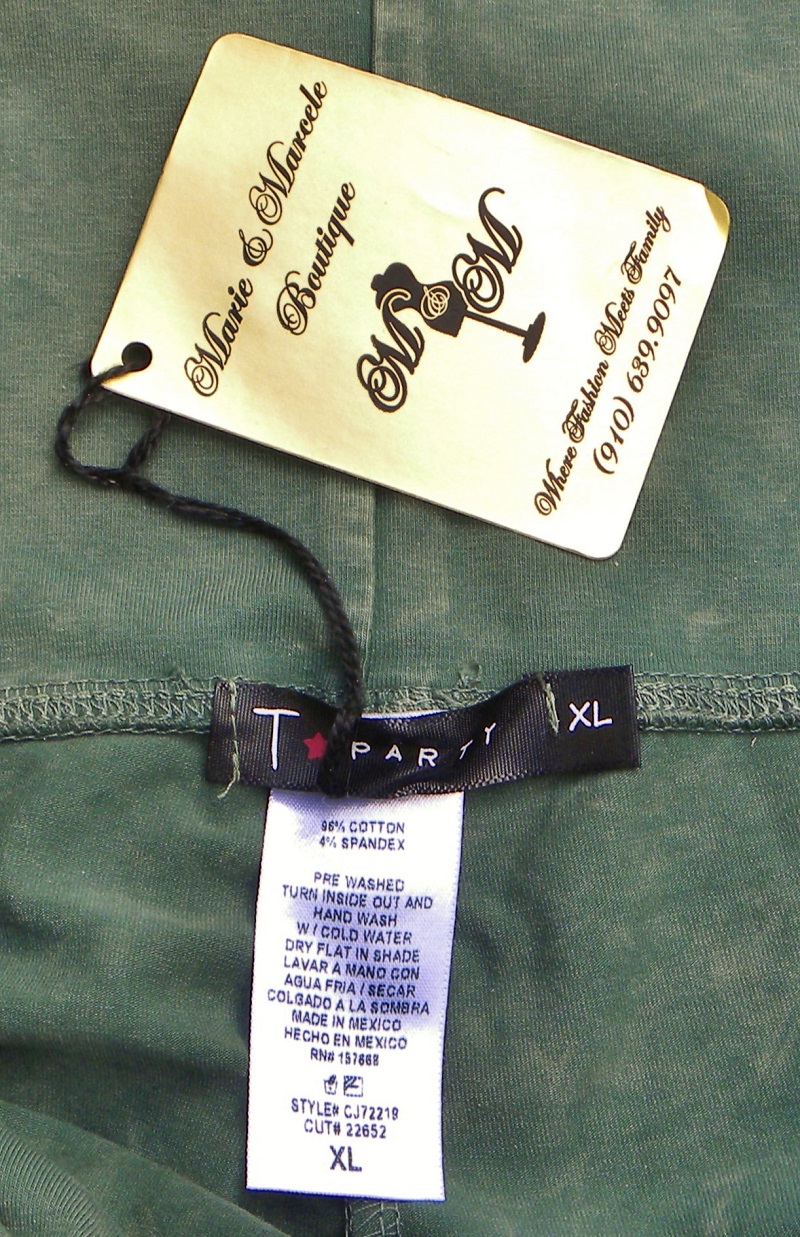 Marie & Marcele
Boutique
M M
Where Fashion Meets Family
(910) 639.9097
T★PARTY
XL
96% COTTON
4% SPANDEX
PRE WASHED
TURN INSIDE OUT AND
HAND WASH
W/ COLD WATER
DRY FLAT IN SHADE
LAVAR A MANO CON
AGUA FRIA / SECAR
COLGADO A LA SOMBRA
MADE IN MEXICO
HECHO EN MEXICO
RN# 157668
STYLE# CJ72219
CUT# 22652
XL